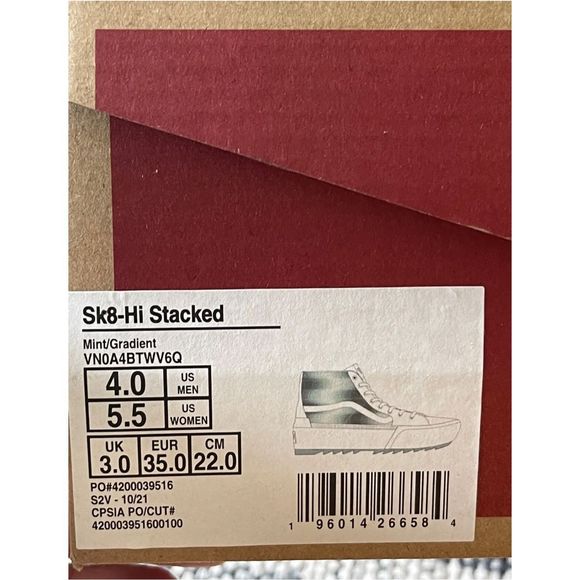 Sk8-Hi Stacked
Mint/Gradient
VN0A4BTWV6Q
4.0 US MEN
5.5 US WOMEN
UK EUR CM
3.0 35.0 22.0
PO#4200039516
S2V - 10/21
CPSIA PO/CUT#
420003951600100
1 96014 26658 4